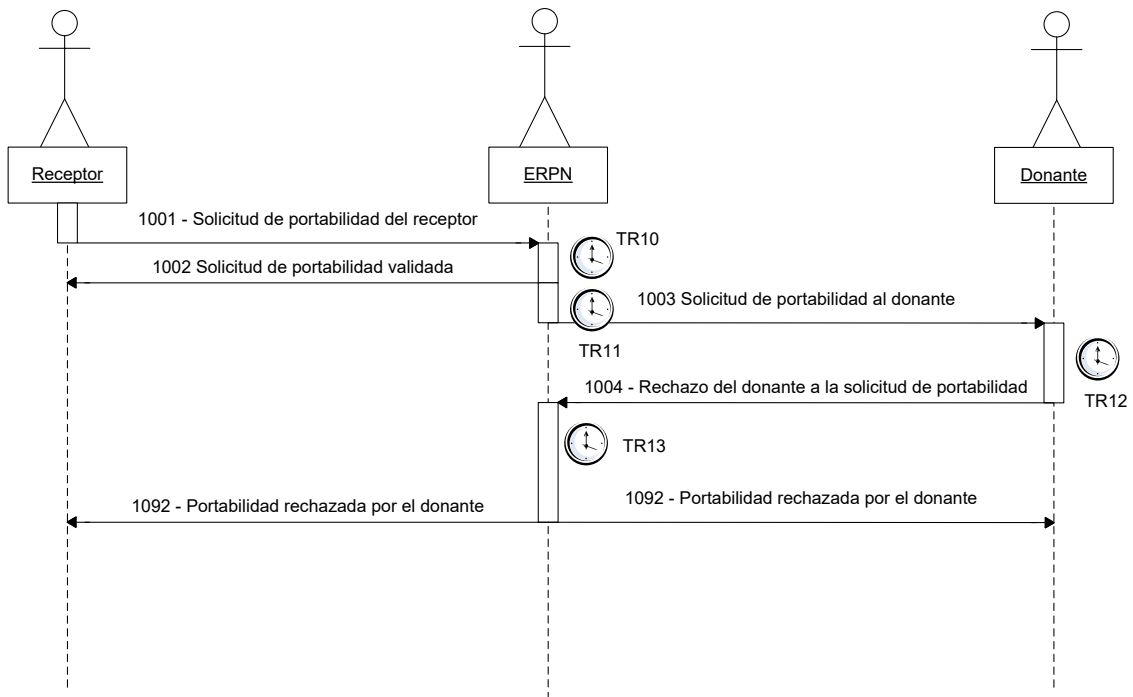 Receptor
ERPN
Donante
1001 - Solicitud de portabilidad del receptor
TR10
1002 Solicitud de portabilidad validada
1003 Solicitud de portabilidad al donante
TR11
1004 - Rechazo del donante a la solicitud de portabilidad
TR12
TR13
1092 - Portabilidad rechazada por el donante
1092 - Portabilidad rechazada por el donante